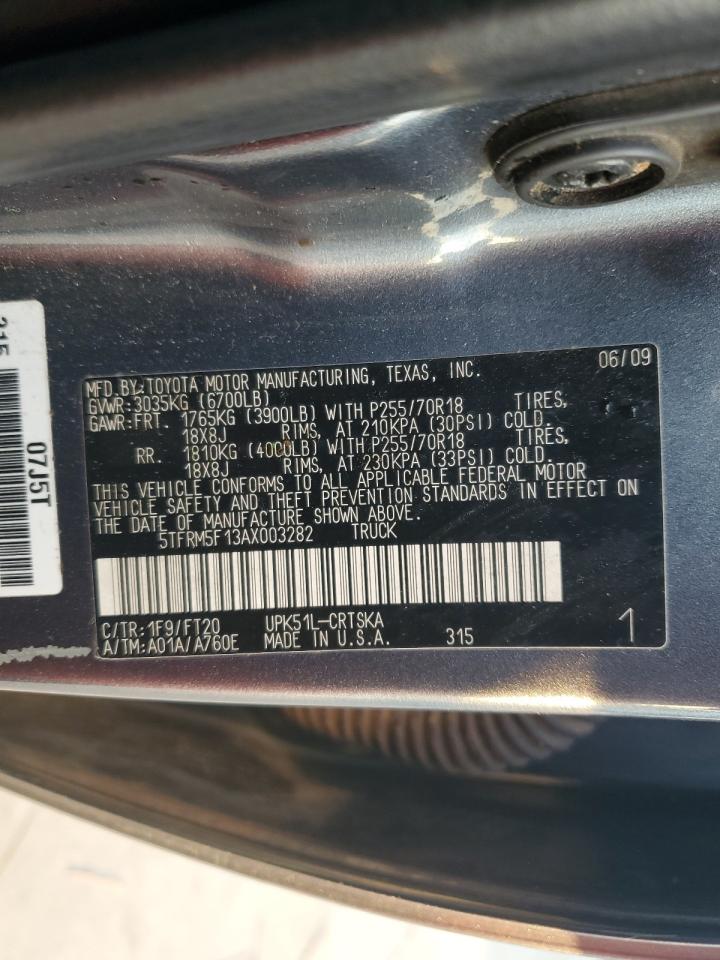 MFD.BY:TOYOTA MOTOR MANUFACTURING, TEXAS, INC. 06/09
GVWR:3035KG (6700LB)
GAWR:FRT. 1765KG (3900LB) WITH P255/70R18 TIRES,
18X8J RIMS, AT 210KPA (30PSI) COLD.
RR. 1810KG (4000LB) WITH P255/70R18 TIRES,
18X8J RIMS, AT 230KPA (33PSI) COLD.
THIS VEHICLE CONFORMS TO ALL APPLICABLE FEDERAL MOTOR
VEHICLE SAFETY AND THEFT PREVENTION STANDARDS IN EFFECT ON
THE DATE OF MANUFACTURE SHOWN ABOVE.
5TFRM5F13AX003282 TRUCK
C/TR:1F9/FT20 UPK51L-CRTSKA
A/TM:A01A/A760E MADE IN U.S.A. 315 1
315
07J5T